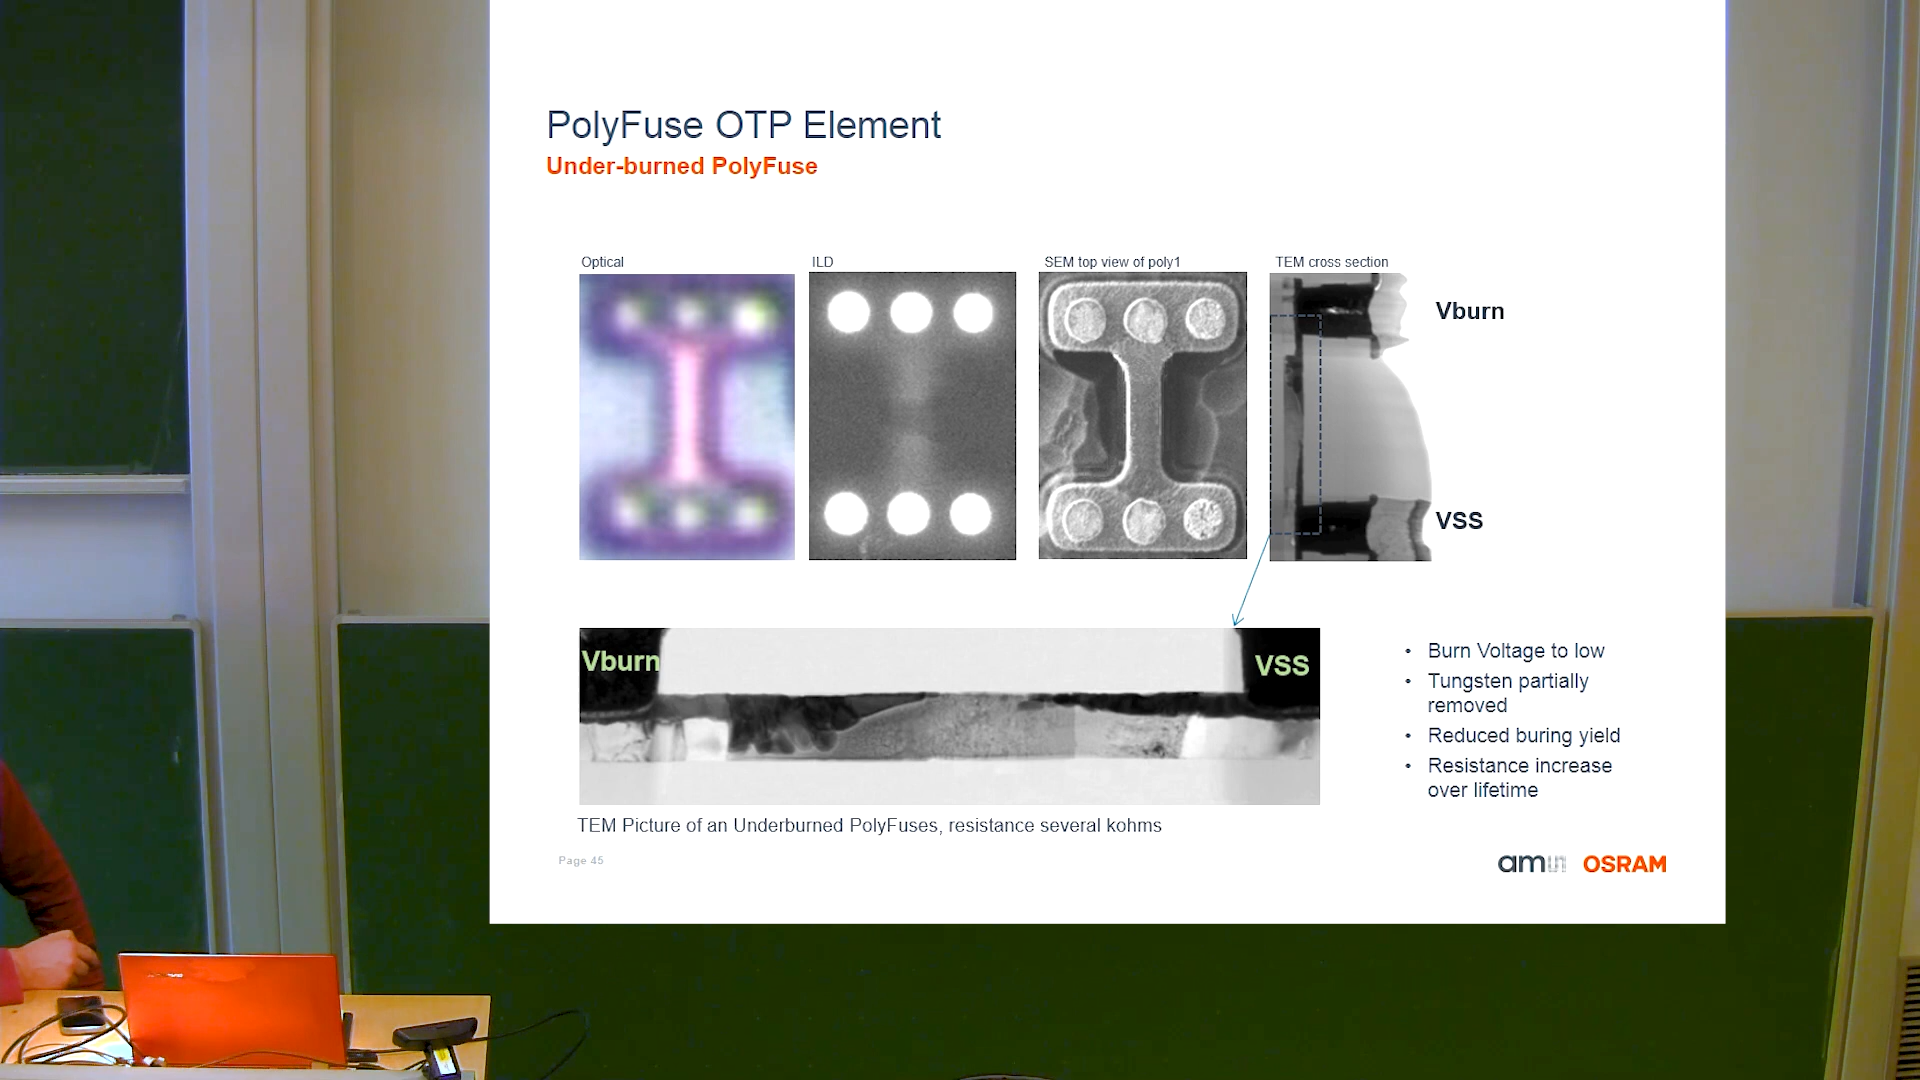 PolyFuse OTP Element
Under-burned PolyFuse
Optical
ILD
SEM top view of poly1
TEM cross section
Vburn
VSS
Vburn
VSS
• Burn Voltage to low
• Tungsten partially
removed
• Reduced buring yield
• Resistance increase
over lifetime
TEM Picture of an Underburned PolyFuses, resistance several kohms
Page 45
am
OSRAM